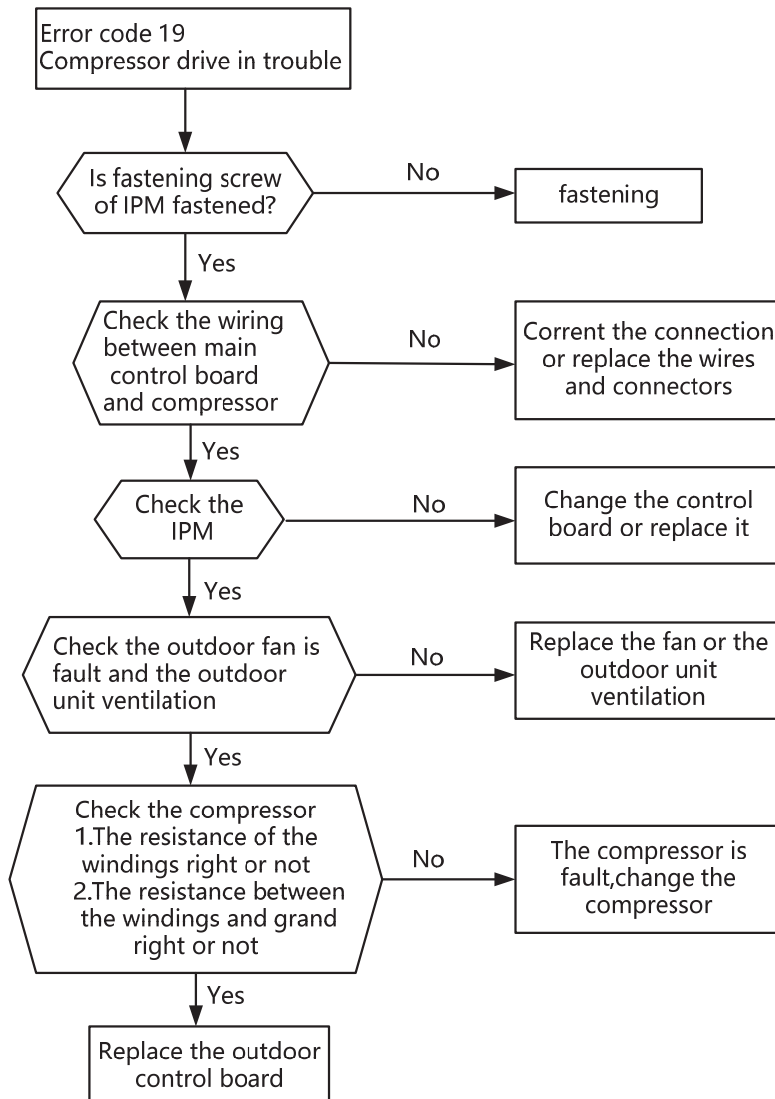 Error code 19
Compressor drive in trouble
Is fastening screw
of IPM fastened?
No
fastening
Yes
Check the wiring
between main
control board
and compressor
No
Corrent the connection
or replace the wires
and connectors
Yes
Check the
IPM
No
Change the control
board or replace it
Yes
Check the outdoor fan is
fault and the outdoor
unit ventilation
No
Replace the fan or the
outdoor unit
ventilation
Yes
Check the compressor
1.The resistance of the
windings right or not
2.The resistance between
the windings and grand
right or not
No
The compressor is
fault,change the
compressor
Yes
Replace the outdoor
control board